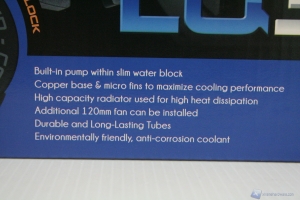 LOCK
Built-in pump within slim water block
Copper base & micro fins to maximize cooling performance
High capacity radiator used for high heat dissipation
Additional 120mm fan can be installed
Durable and Long-Lasting Tubes
Environmentally friendly, anti-corrosion coolant